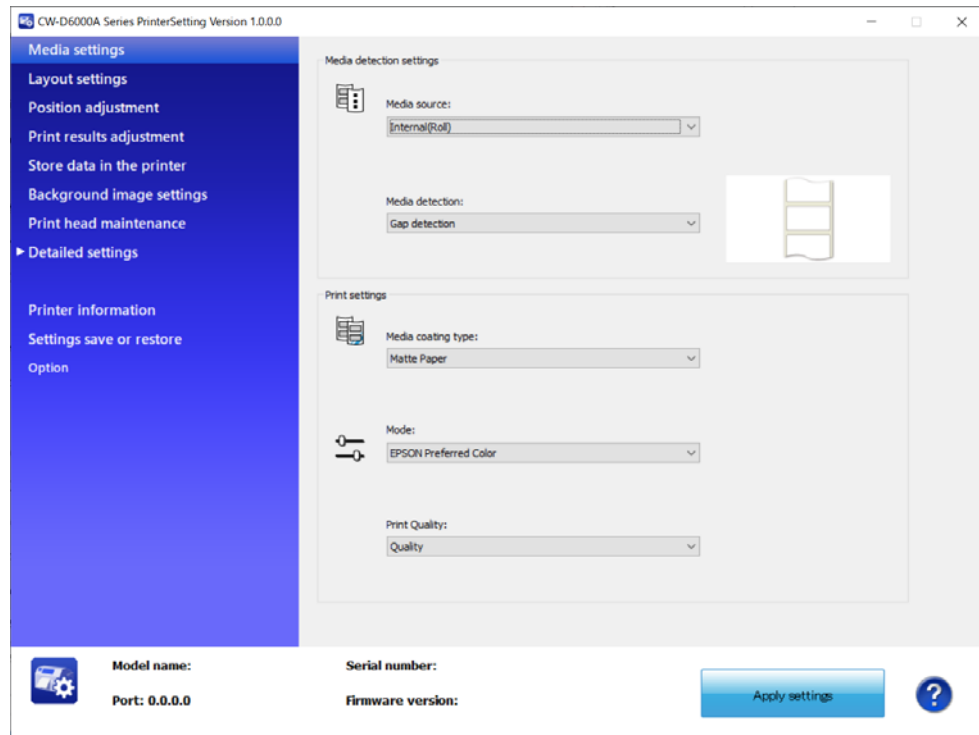 CW-D6000A Series PrinterSetting Version 1.0.0.0
Media settings
Layout settings
Position adjustment
Print results adjustment
Store data in the printer
Background image settings
Print head maintenance
Detailed settings
Printer information
Settings save or restore
Option
Media detection settings
Media source:
Internal(Roll)
Media detection:
Gap detection
Print settings
Media coating type:
Matte Paper
Mode:
EPSON Preferred Color
Print Quality:
Quality
Model name:
Serial number:
Port: 0.0.0.0
Firmware version:
Apply settings
?